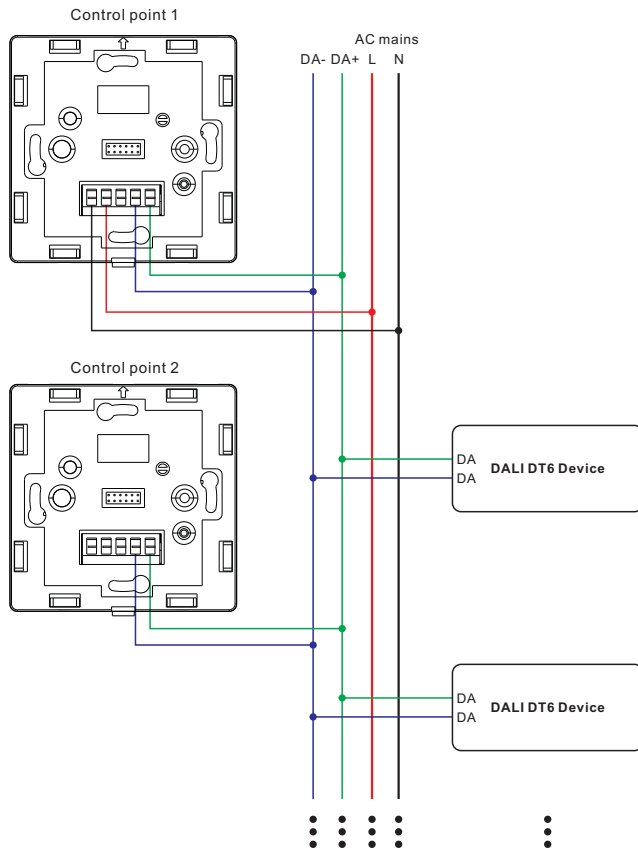 Control point 1
AC mains
DA- DA+ L N
Control point 2
DA
DA
DALI DT6 Device
DA
DA
DALI DT6 Device